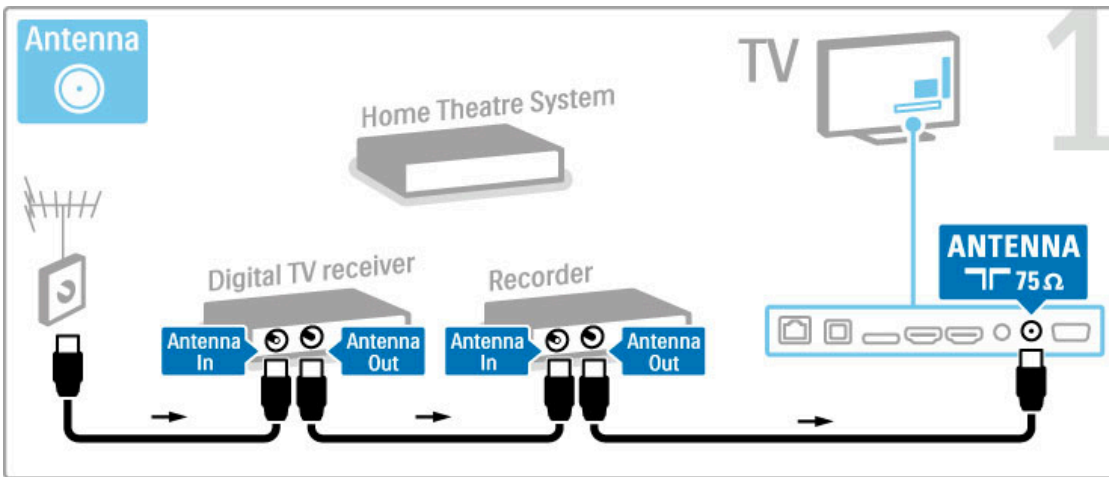 Antenna
TV
1
Home Theatre System
Digital TV receiver
Recorder
ANTENNA
75Ω
Antenna
In
Antenna
Out
Antenna
In
Antenna
Out